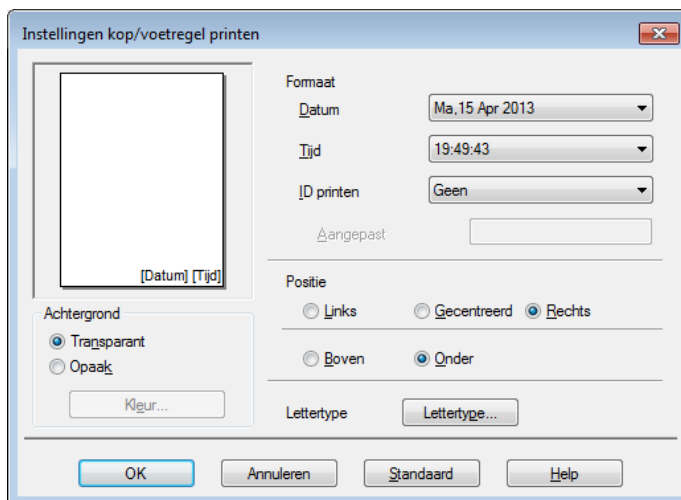 Instellingen kop/voetregel printen
Formaat
Datum Ma,15 Apr 2013
Tijd 19:49:43
ID printen Geen
Aangepast
[Datum] [Tijd]
Positie
Links Gecentreerd Rechts
Boven Onder
Achtergrond
Transparant
Opaak
Kleur...
Lettertype Lettertype...
OK Annuleren Standaard Help